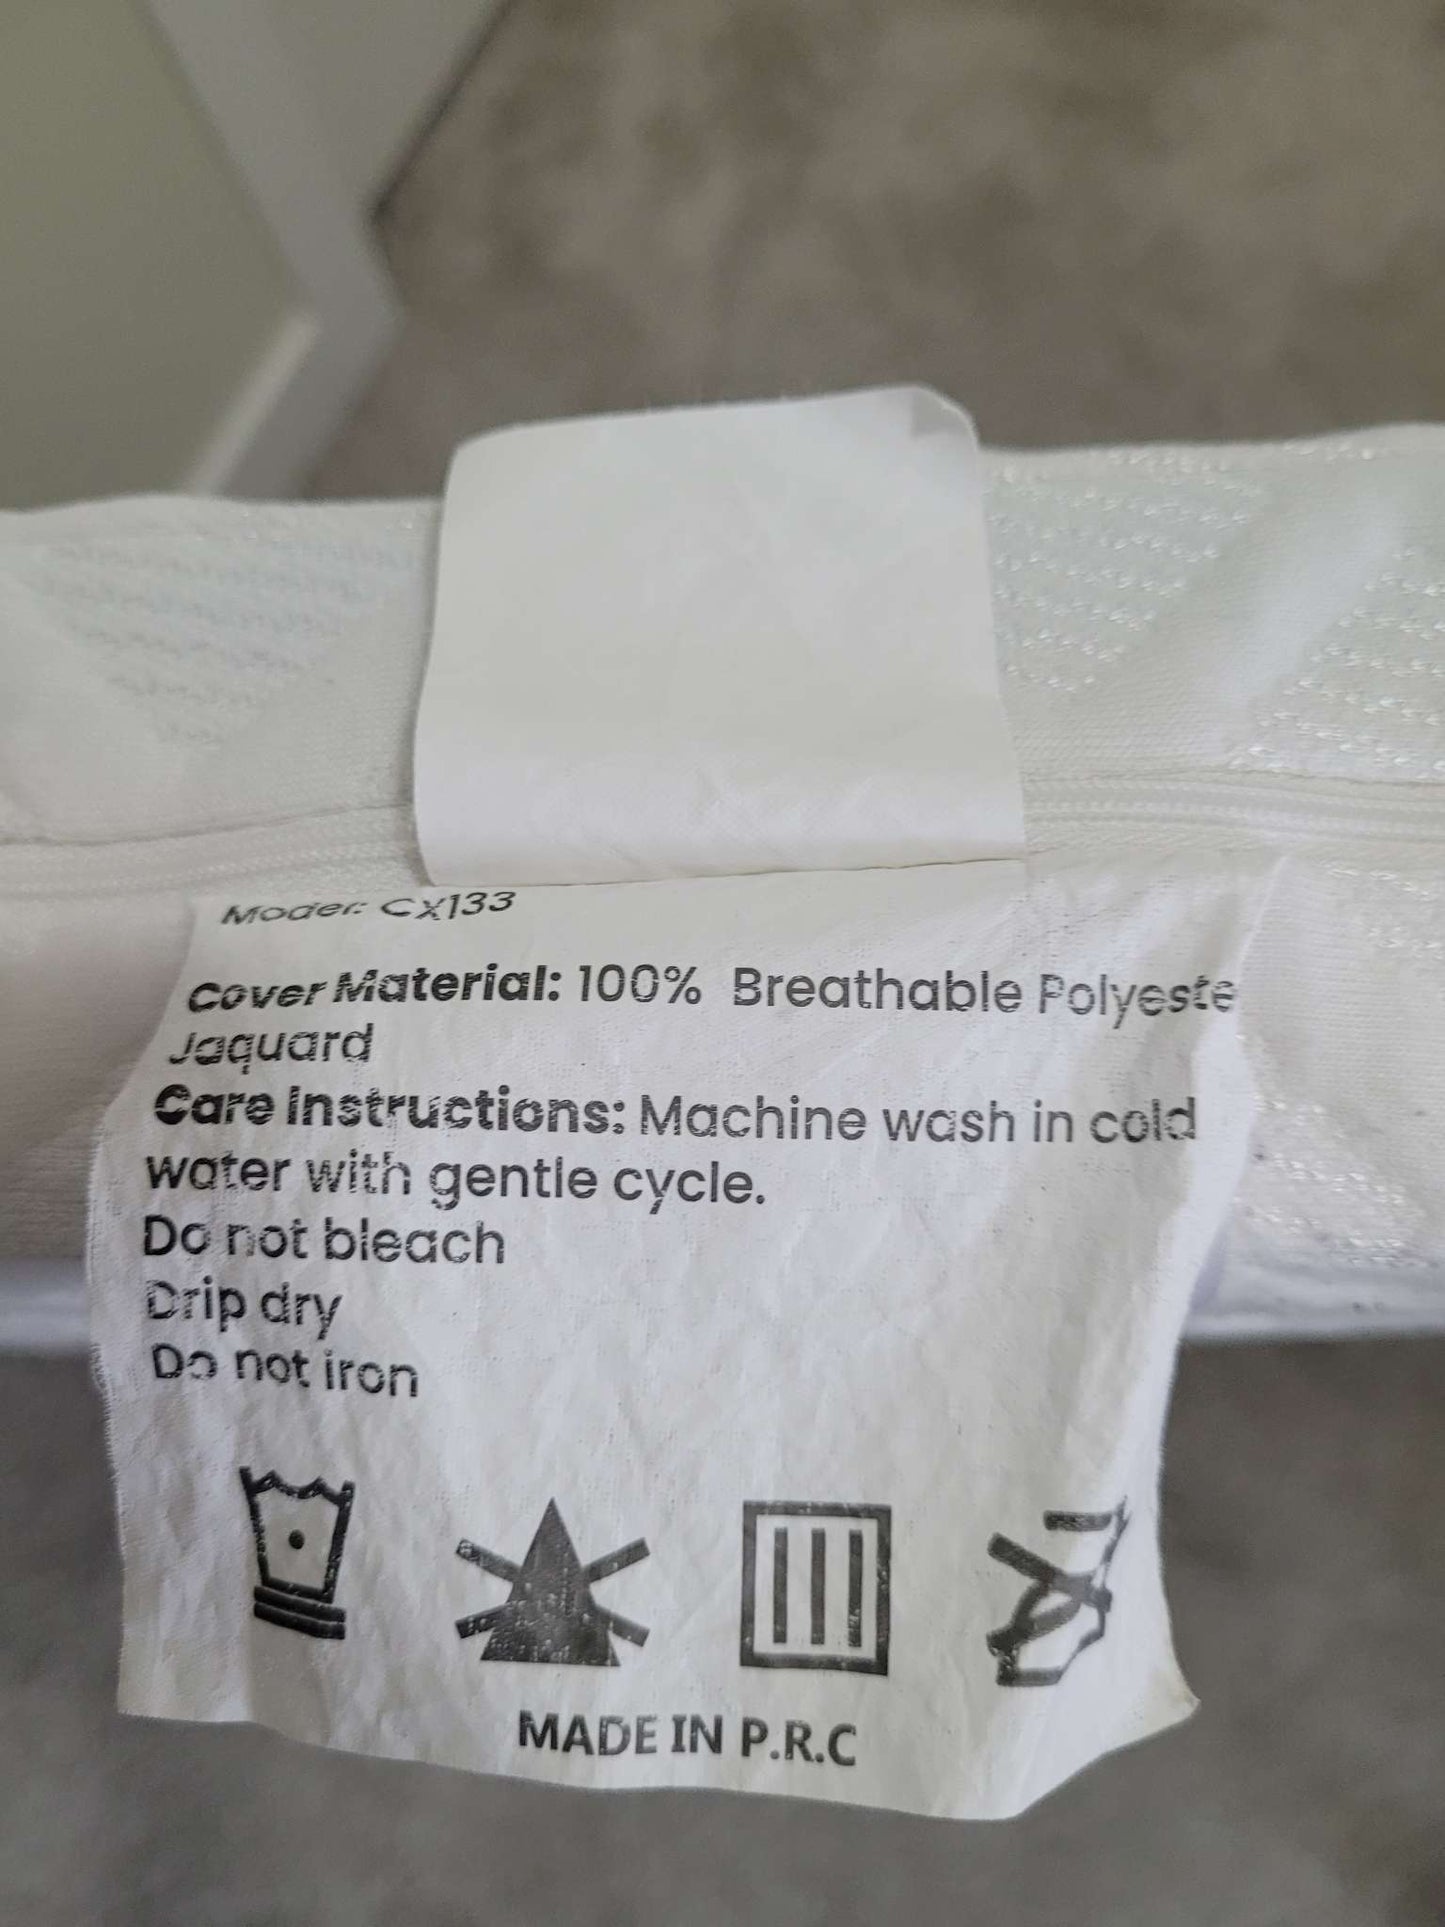 Model: CX133
Cover Material: 100% Breathable Polyeste
Jaquard
Care Instructions: Machine wash in cold
water with gentle cycle.
Do not bleach
Drip dry
Do not iron
MADE IN P.R.C